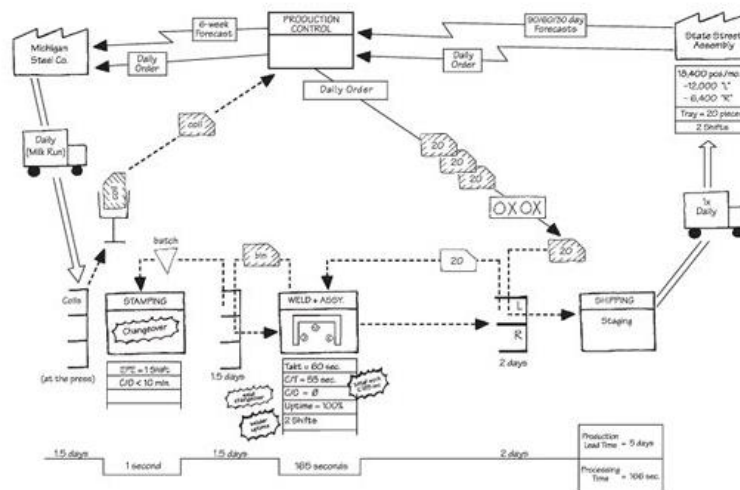 Michigan
Steel Co.
6-week
Forecast
Daily
Order
PRODUCTION
CONTROL
90/60/30 day
Forecasts
Daily
Order
State Street
Assembly
18,400 pcs/mo.
-12,000 "L"
- 6,400 "R"
Tray = 20 pieces
2 Shifts
Daily Order
Daily
(Milk Run)
coil
coil
20
20
20
OXOX
20
1x
Daily
batch
bin
20
Coils
(at the press)
STAMPING
Changeover
EPE = 1 Shift
C/O < 10 min.
1.5 days
WELD + ASSY.
Takt = 60 sec.
C/T = 55 sec.
C/O = Ø
Uptime = 100%
2 Shifts
weld
changeover
welder
uptime
L
R
2 days
SHIPPING
Staging
1.5 days
1 second
1.5 days
165 seconds
2 days
Production
Lead Time = 5 days
Processing
Time = 166 sec.